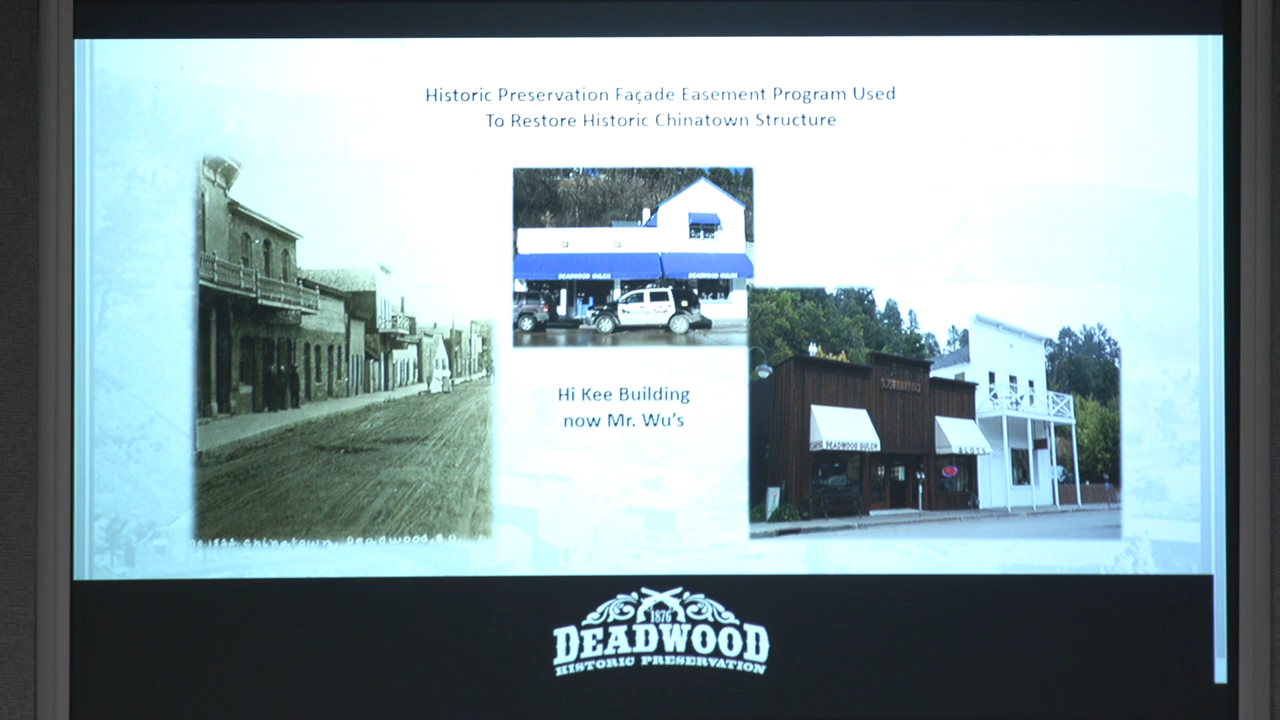 Historic Preservation Façade Easement Program Used
To Restore Historic Chinatown Structure
DEADWOOD GULCH
DEADWOOD GULCH
Hi Kee Building
now Mr. Wu's
DEADWOOD GULCH
SLOTS
Chinatown, Deadwood, S.D.
1876
DEADWOOD
HISTORIC PRESERVATION